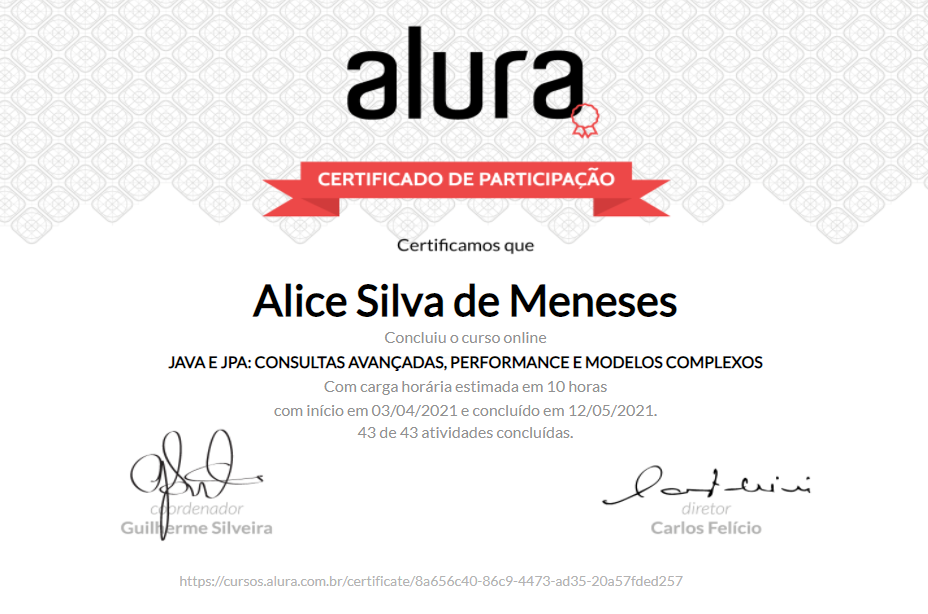 alura
CERTIFICADO DE PARTICIPAÇÃO
Certificamos que
Alice Silva de Meneses
Concluiu o curso online
JAVA E JPA: CONSULTAS AVANÇADAS, PERFORMANCE E MODELOS COMPLEXOS
Com carga horária estimada em 10 horas
com início em 03/04/2021 e concluído em 12/05/2021.
43 de 43 atividades concluídas.
coordenador
Guilherme Silveira
diretor
Carlos Felício
https://cursos.alura.com.br/certificate/8a656c40-86c9-4473-ad35-20a57fded257